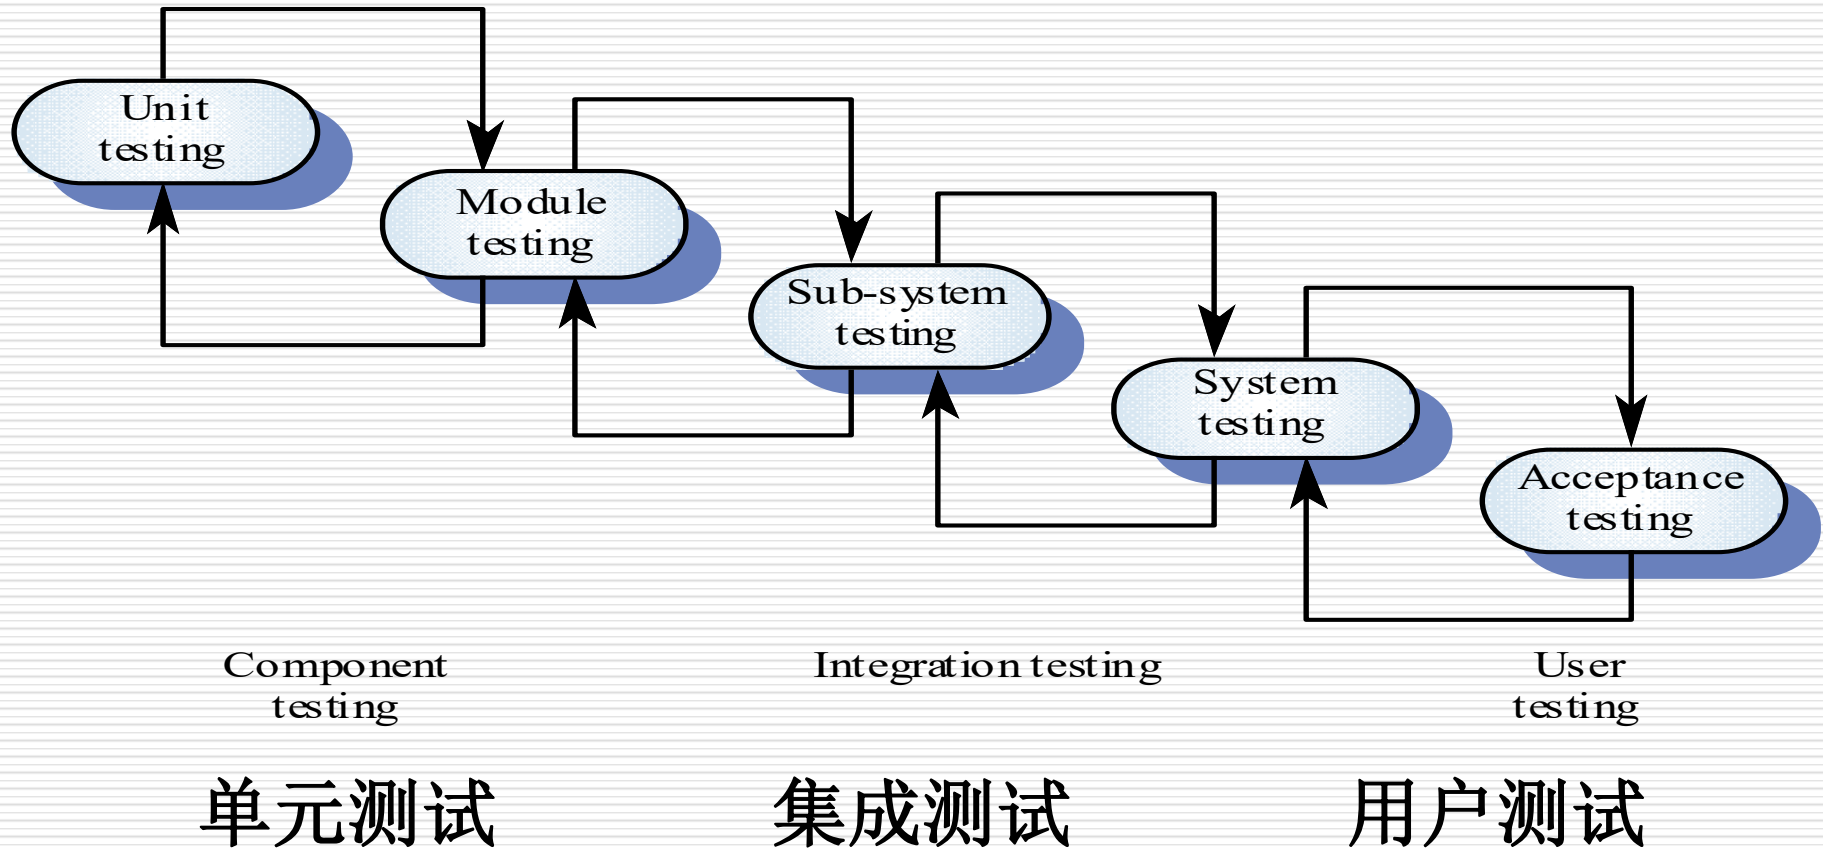 Unit
testing
Module
testing
Sub-system
testing
System
testing
Acceptance
testing
Component
testing
Integration testing
User
testing
单元测试
集成测试
用户测试